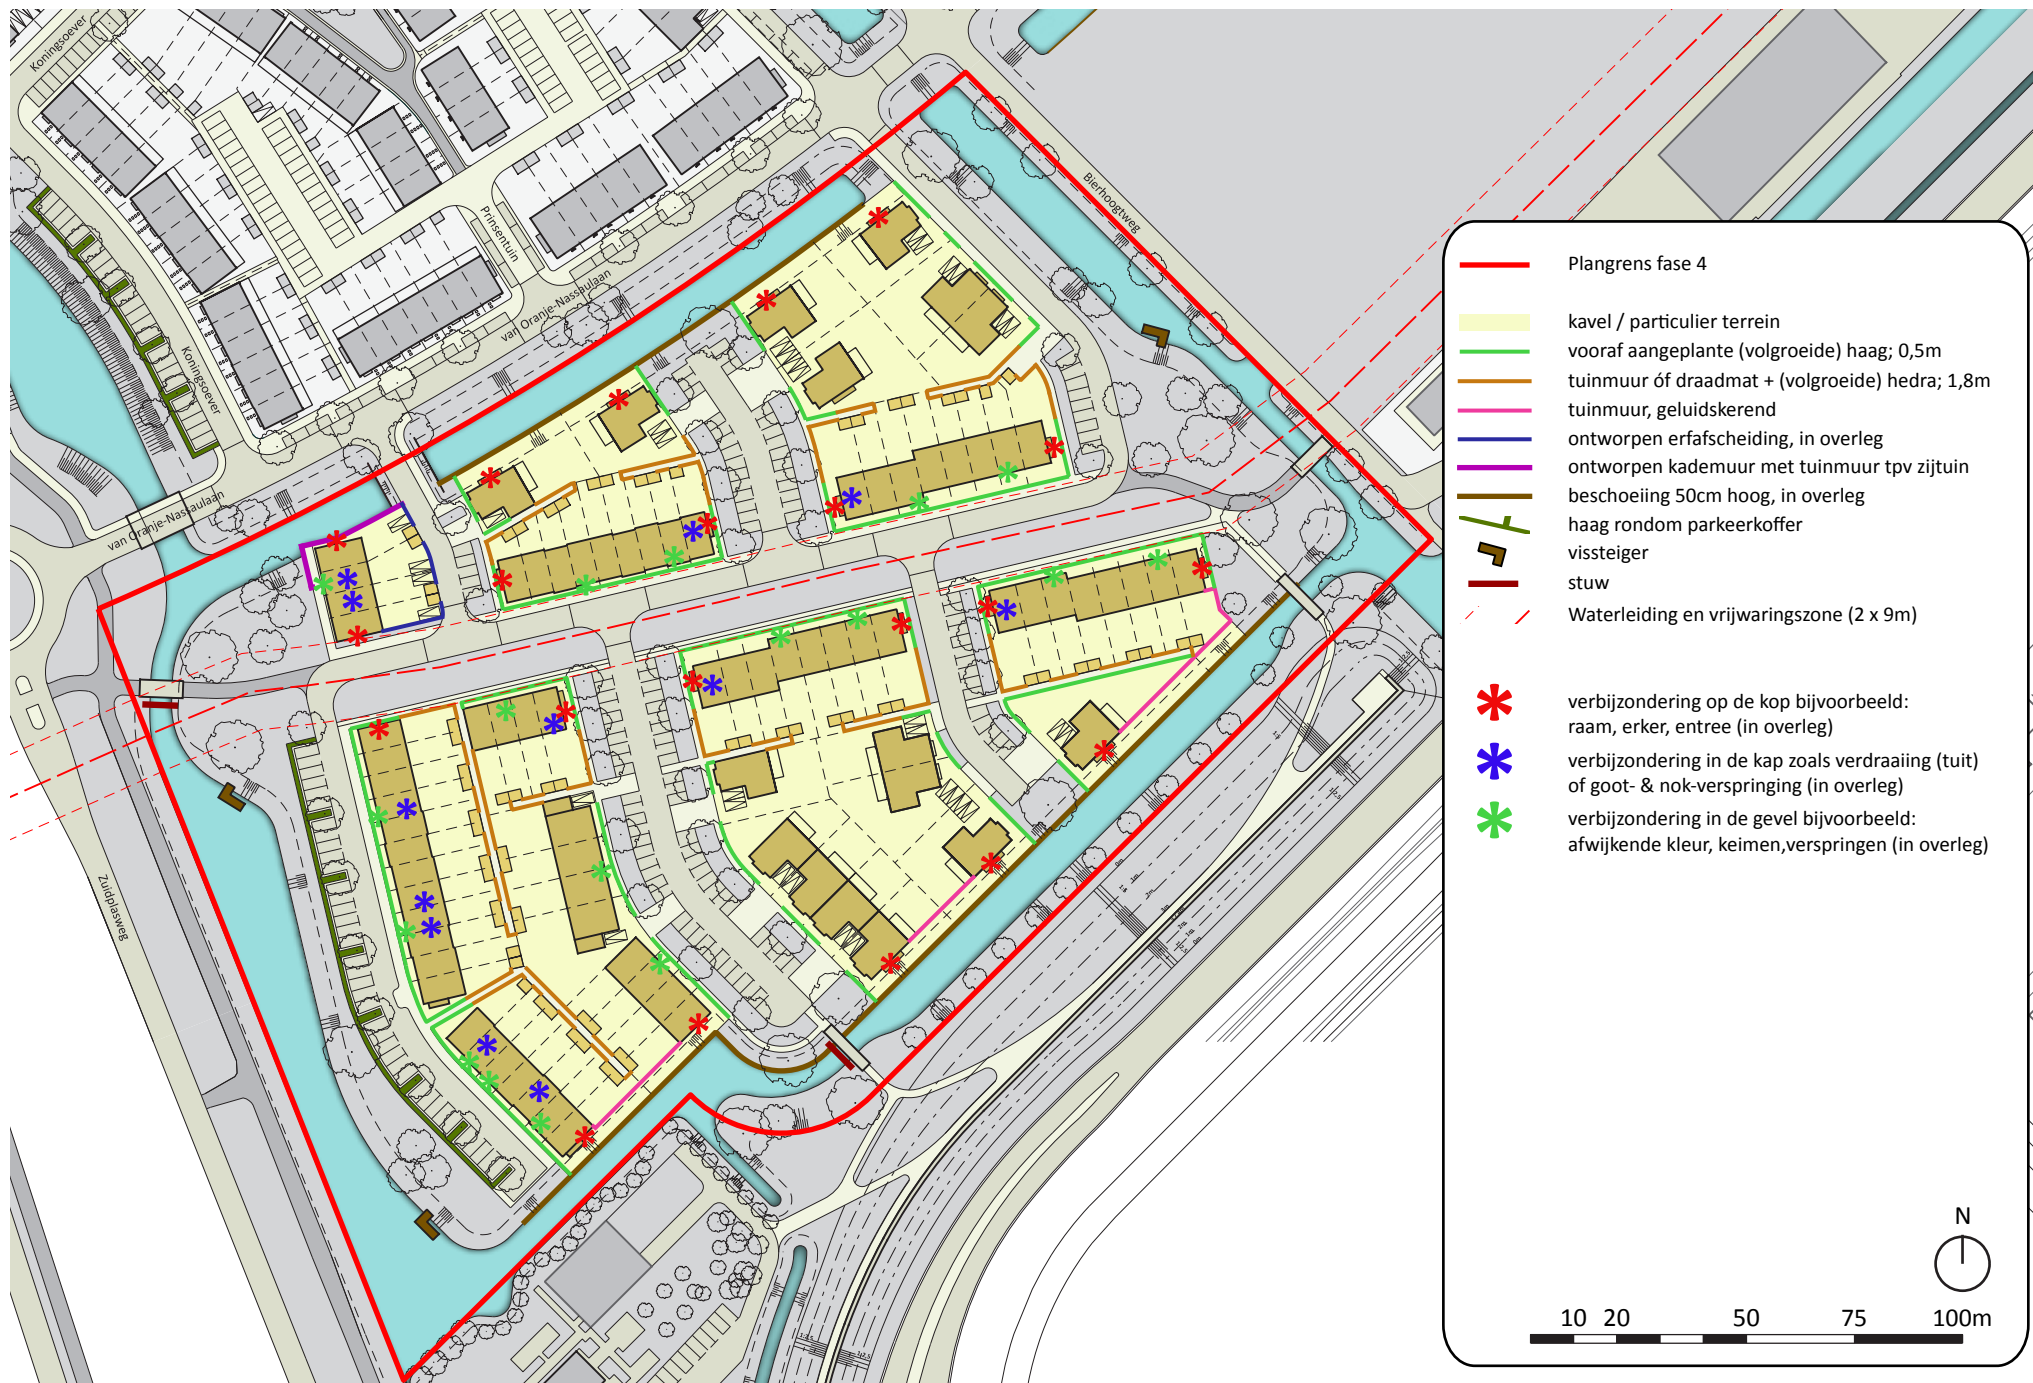 Koningsoever
Prinsentuin
van Oranje-Nassaulaan
Koningsoever
van Oranje-Nassaulaan
Bierhoogtweg
Zuidplasweg
Plangrens fase 4
kavel / particulier terrein
vooraf aangeplante (volgroeide) haag; 0,5m
tuinmuur óf draadmat + (volgroeide) hedra; 1,8m
tuinmuur, geluidskerend
ontworpen erfafscheiding, in overleg
ontworpen kademuur met tuinmuur tpv zijtuin
beschoeiing 50cm hoog, in overleg
haag rondom parkeerkoffer
vissteiger
stuw
Waterleiding en vrijwaringszone (2 x 9m)
verbijzondering op de kop bijvoorbeeld:
raam, erker, entree (in overleg)
verbijzondering in de kap zoals verdraaiing (tuit)
of goot- & nok-verspringing (in overleg)
verbijzondering in de gevel bijvoorbeeld:
afwijkende kleur, keimen,verspringen (in overleg)
N
10 20 50 75 100m